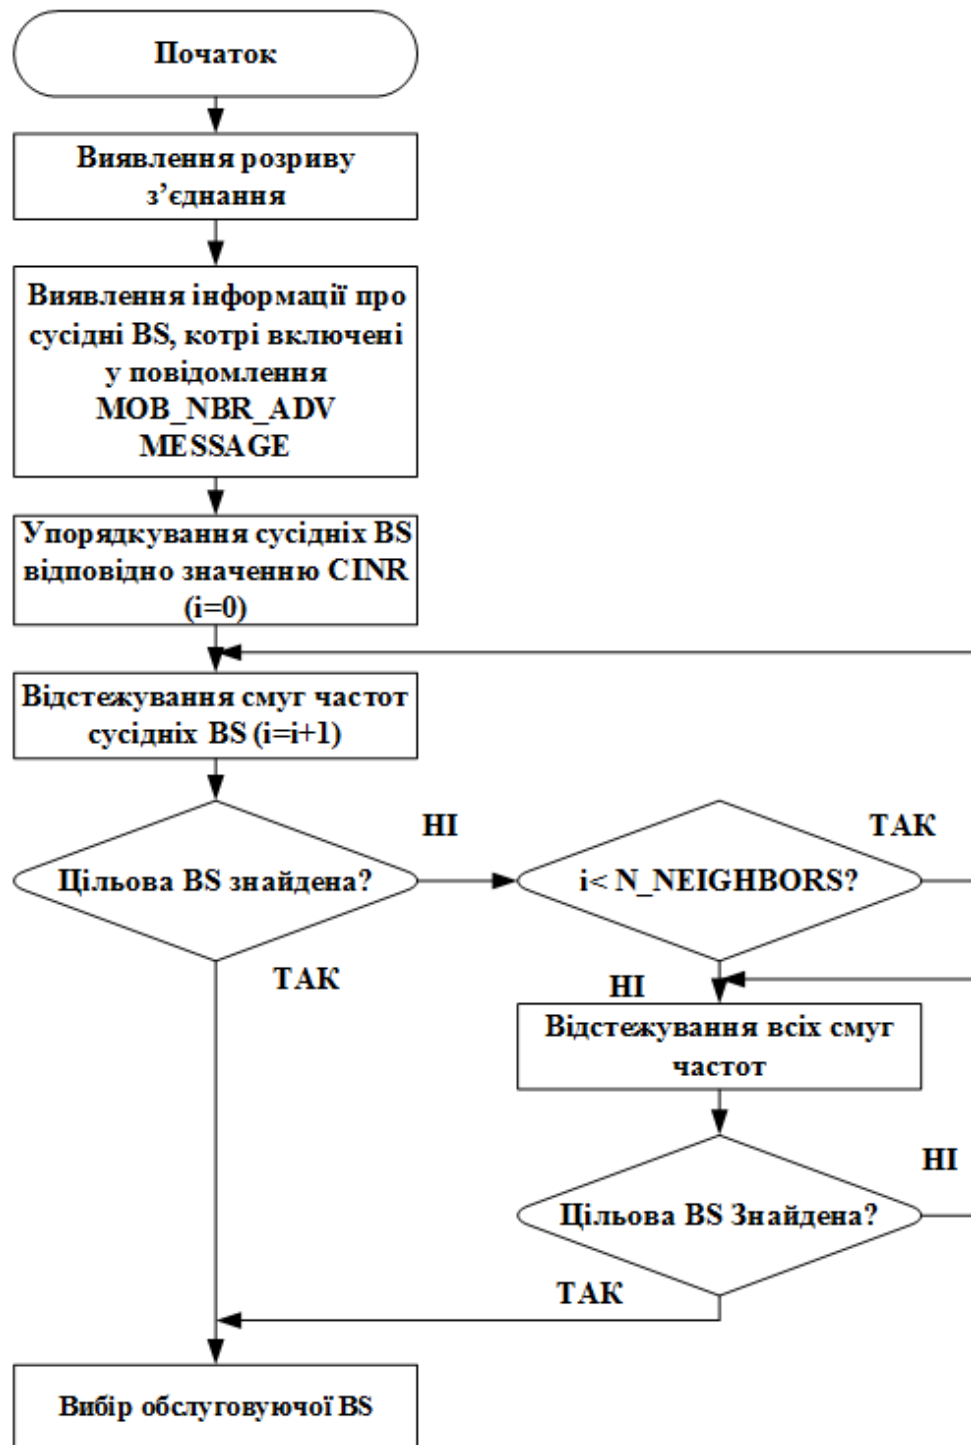 Початок
Виявлення розриву
з’єднання
Виявлення інформації про
сусідні BS, котрі включені
у повідомлення
MOB_NBR_ADV
MESSAGE
Упорядкування сусідніх BS
відповідно значенню CINR
(i=0)
Відстежування смуг частот
сусідніх BS (i=i+1)
НІ
ТАК
Цільова BS знайдена?
i< N_NEIGHBORS?
ТАК
НІ
Відстежування всіх смуг
частот
НІ
Цільова BS Знайдена?
ТАК
Вибір обслуговуючої BS